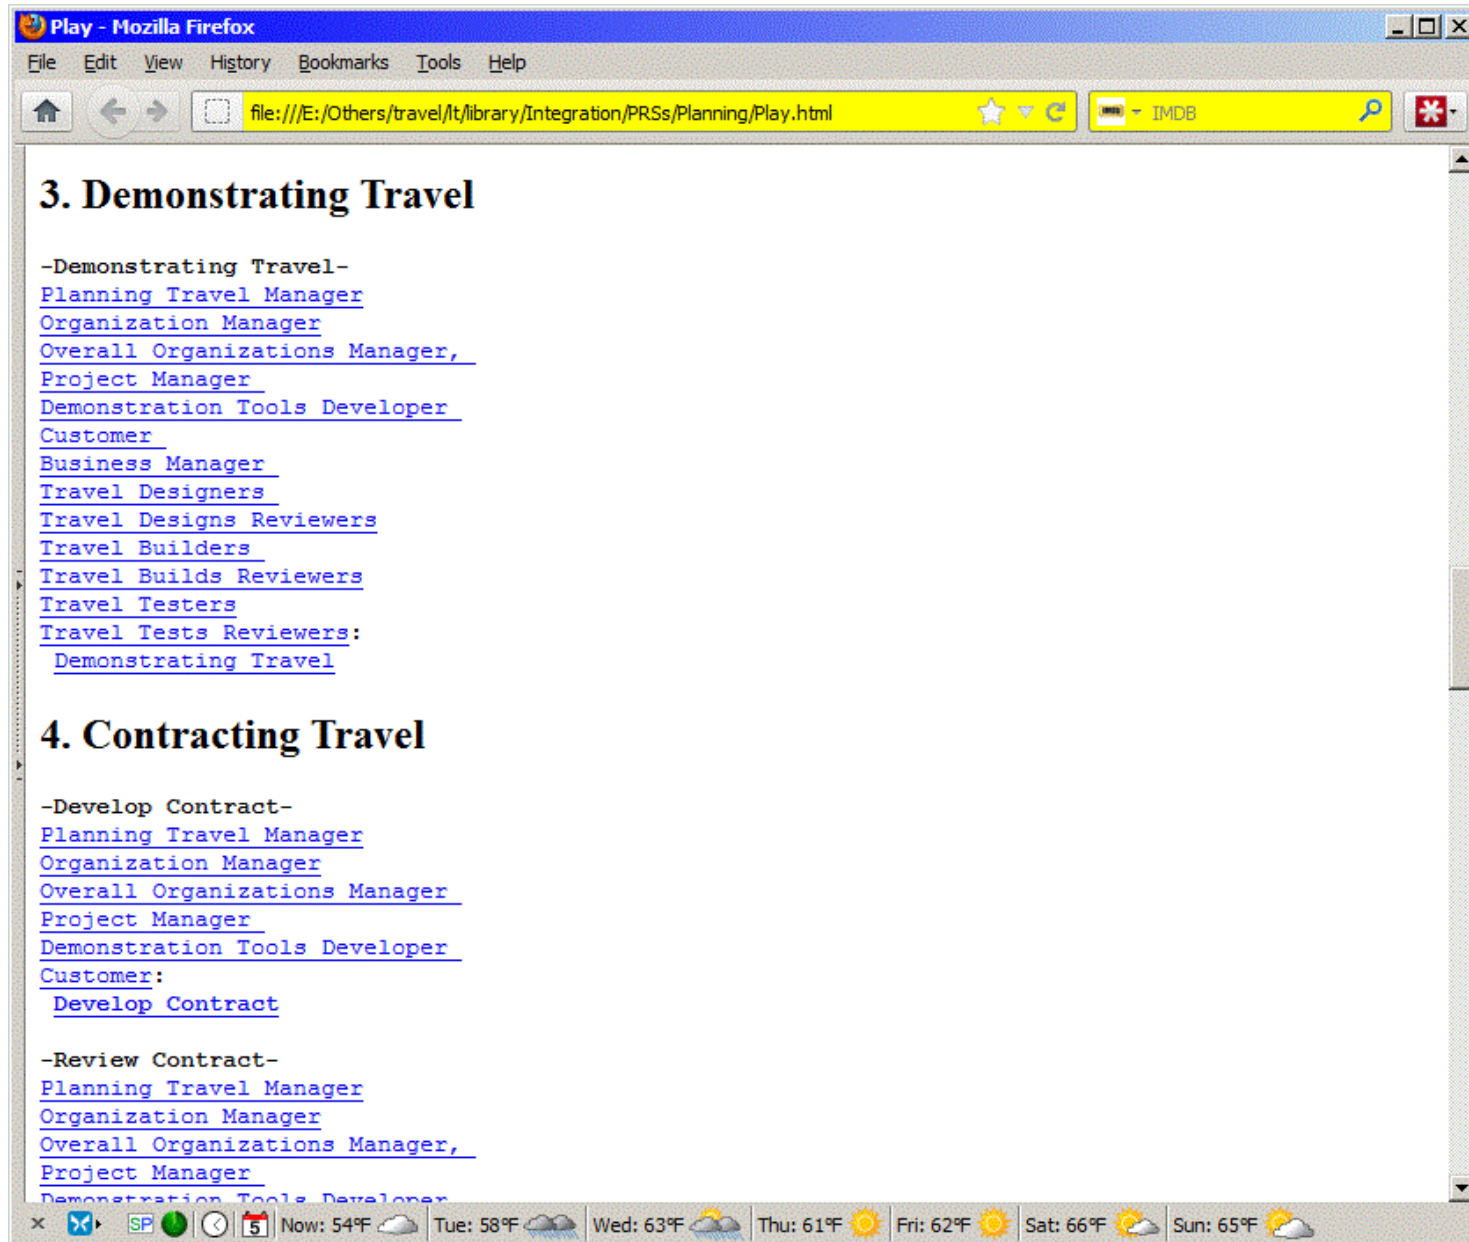 Play - Mozilla Firefox
File Edit View History Bookmarks Tools Help
file:///E:/Others/travel/lt/library/Integration/PRSs/Planning/Play.html IMDB
3. Demonstrating Travel
-Demonstrating Travel-
Planning Travel Manager
Organization Manager
Overall Organizations Manager,
Project Manager
Demonstration Tools Developer
Customer
Business Manager
Travel Designers
Travel Designs Reviewers
Travel Builders
Travel Builds Reviewers
Travel Testers
Travel Tests Reviewers:
Demonstrating Travel
4. Contracting Travel
-Develop Contract-
Planning Travel Manager
Organization Manager
Overall Organizations Manager
Project Manager
Demonstration Tools Developer
Customer:
Develop Contract
-Review Contract-
Planning Travel Manager
Organization Manager
Overall Organizations Manager,
Project Manager
Demonstration Tools Developer
SP 5 Now: 54°F Tue: 58°F Wed: 63°F Thu: 61°F Fri: 62°F Sat: 66°F Sun: 65°F